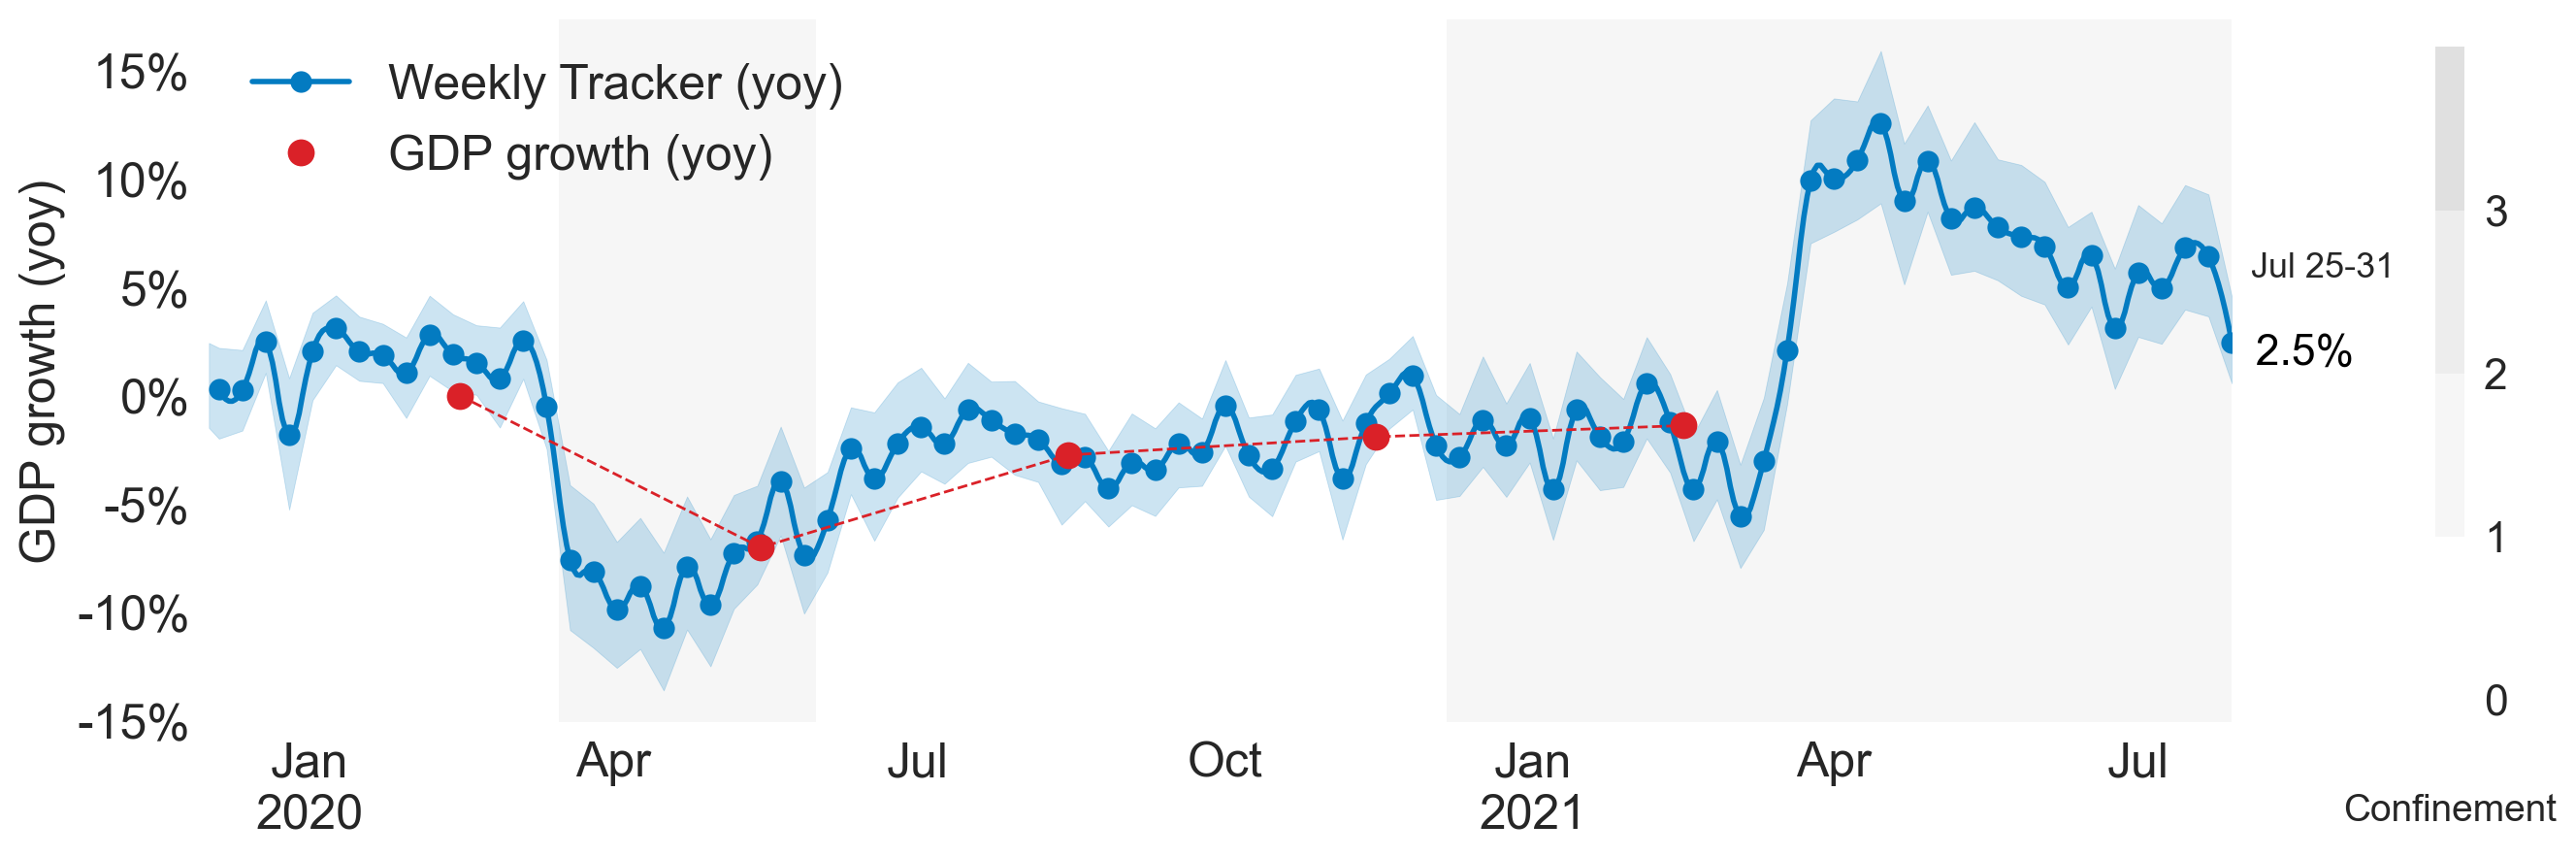 Weekly Tracker (yoy)
GDP growth (yoy)
GDP growth (yoy)
15%
10%
5%
0%
-5%
-10%
-15%
Jan
2020
Apr
Jul
Oct
Jan
2021
Apr
Jul
Jul 25-31
2.5%
3
2
1
0
Confinement